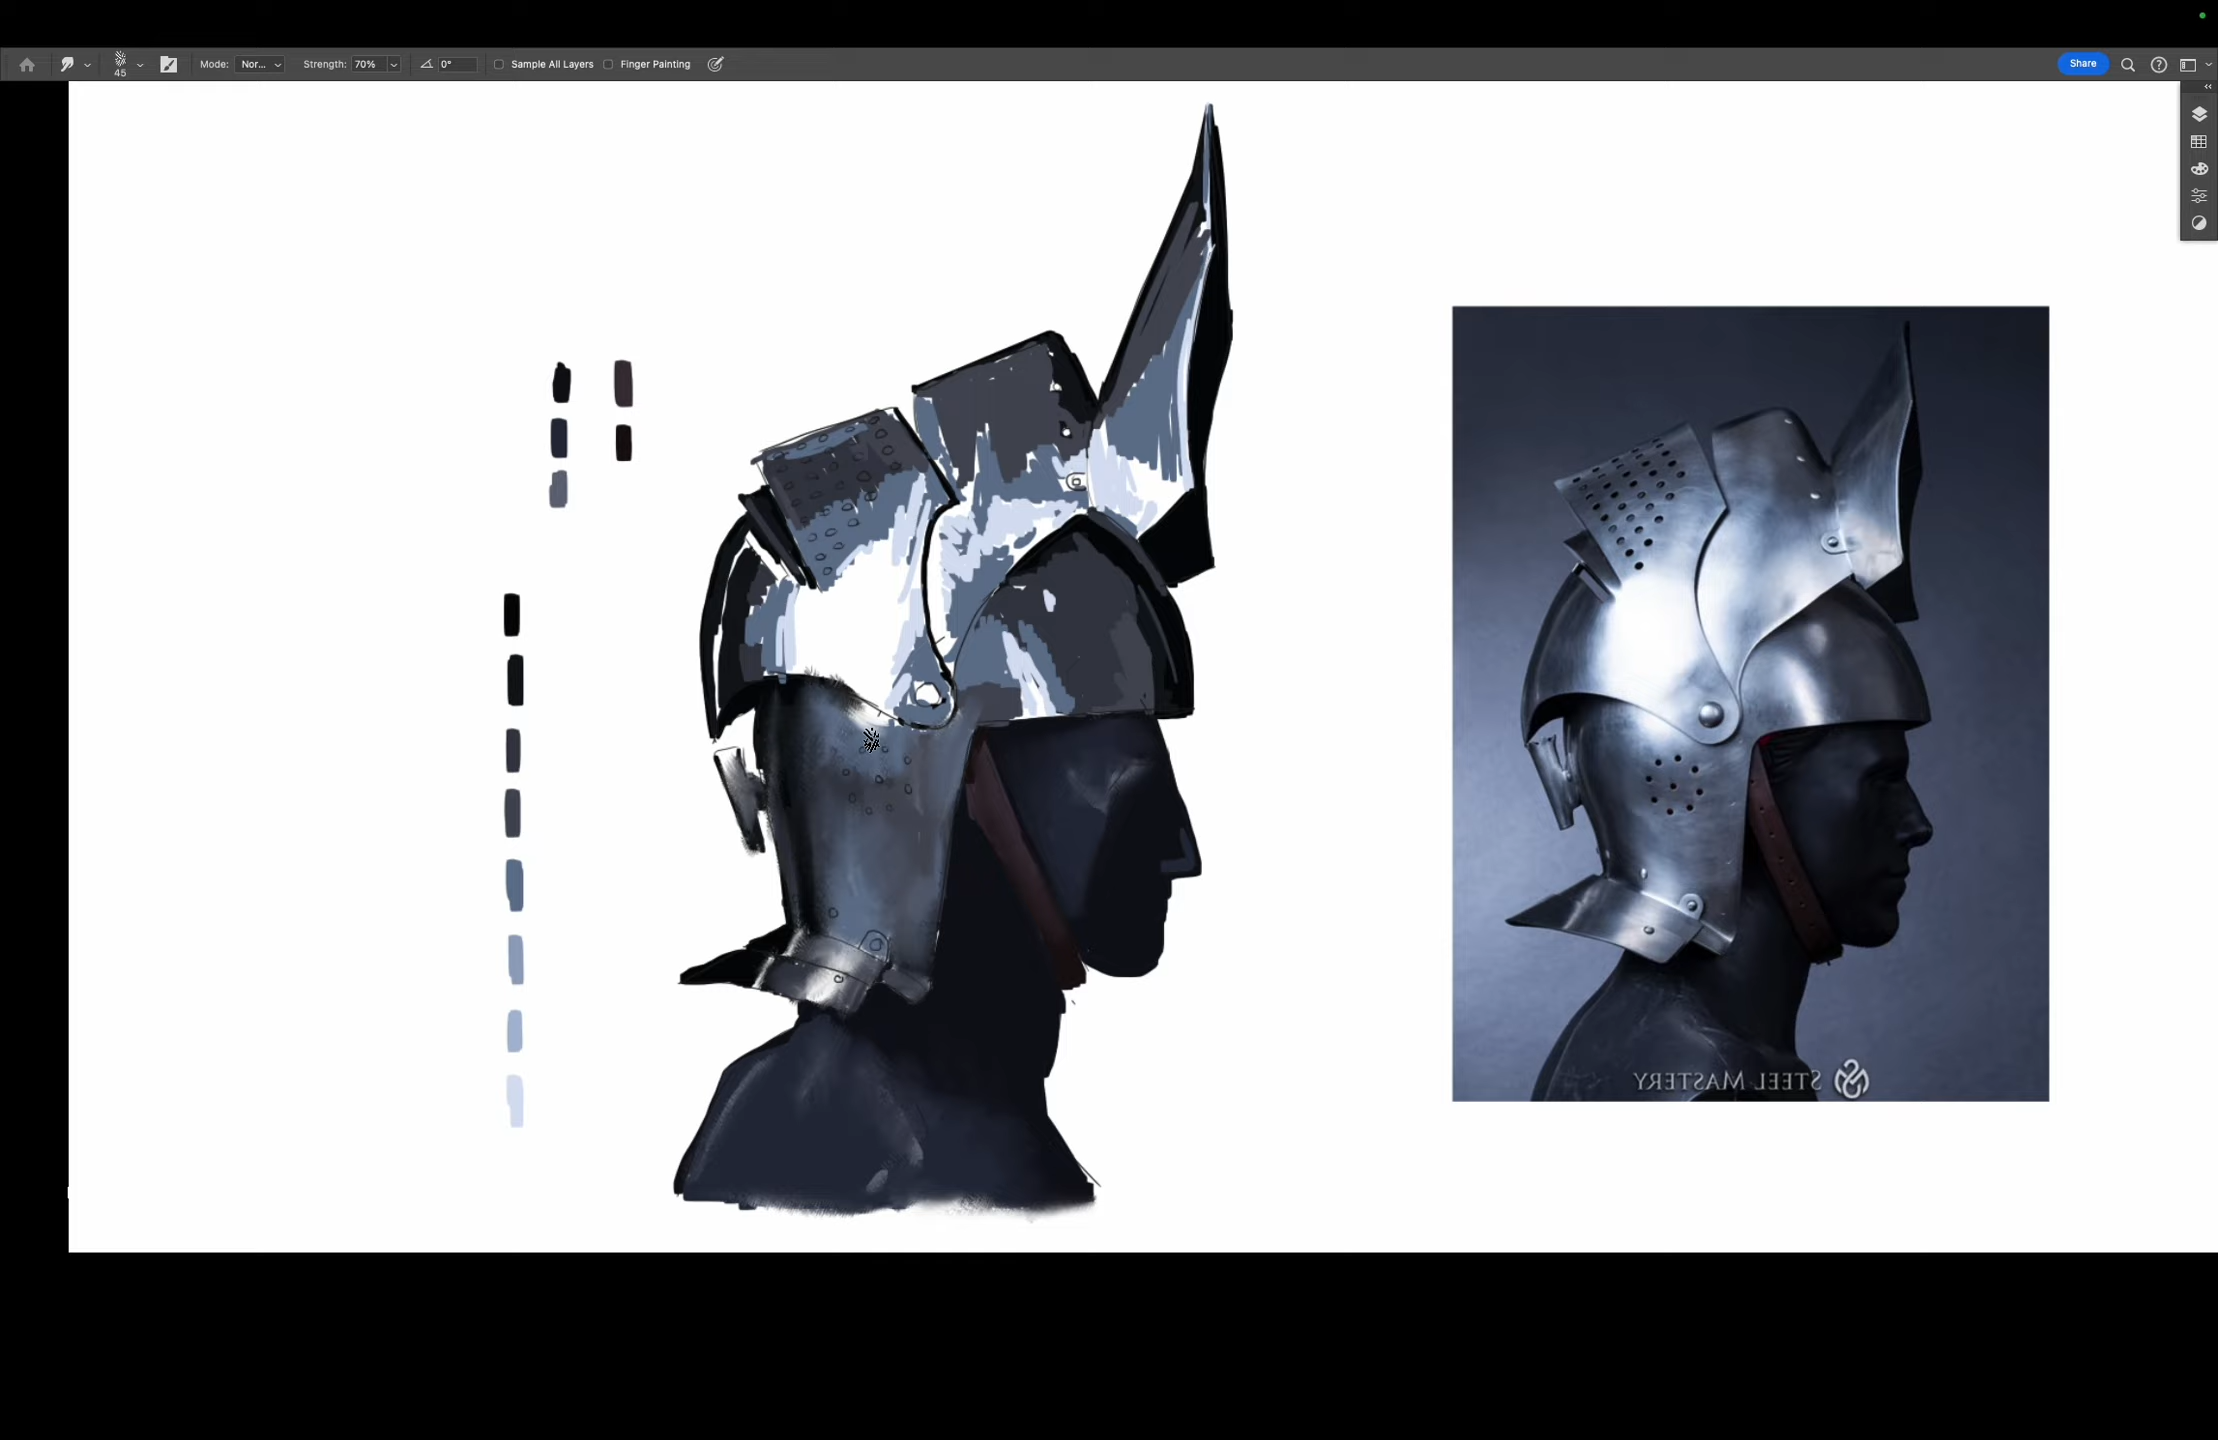 Mode: Nor... Strength: 70% 0° Sample All Layers Finger Painting Share
45
STEEL MASTERY